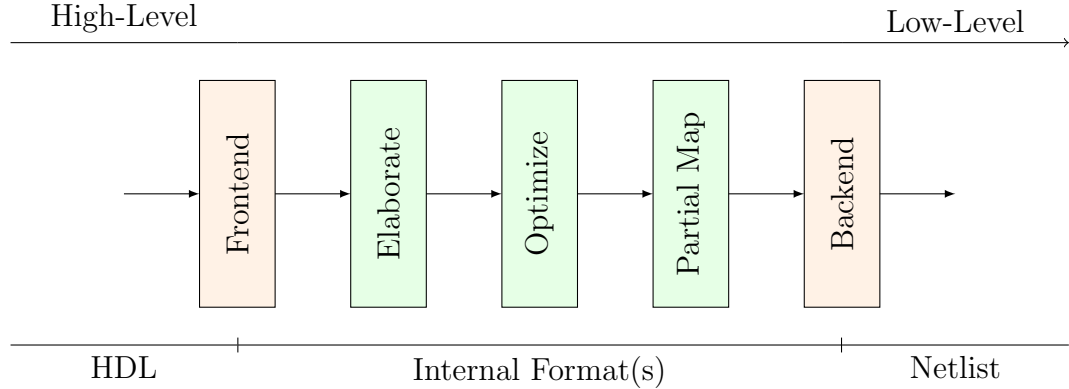 High-Level
Low-Level
Frontend
Elaborate
Optimize
Partial Map
Backend
HDL
Internal Format(s)
Netlist